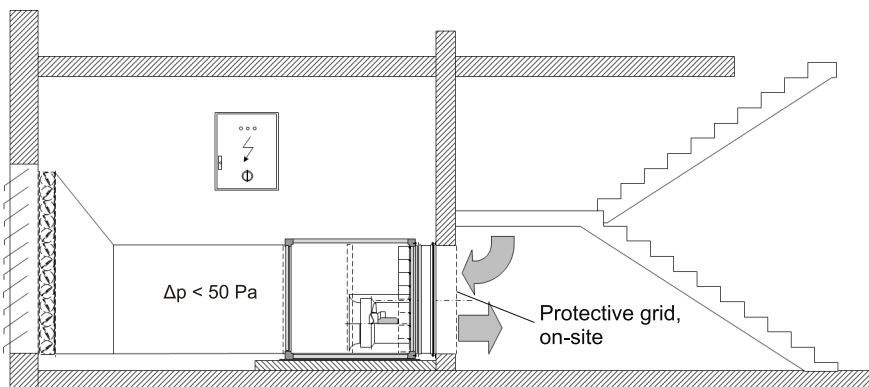 Δp < 50 Pa
Protective grid,
on-site